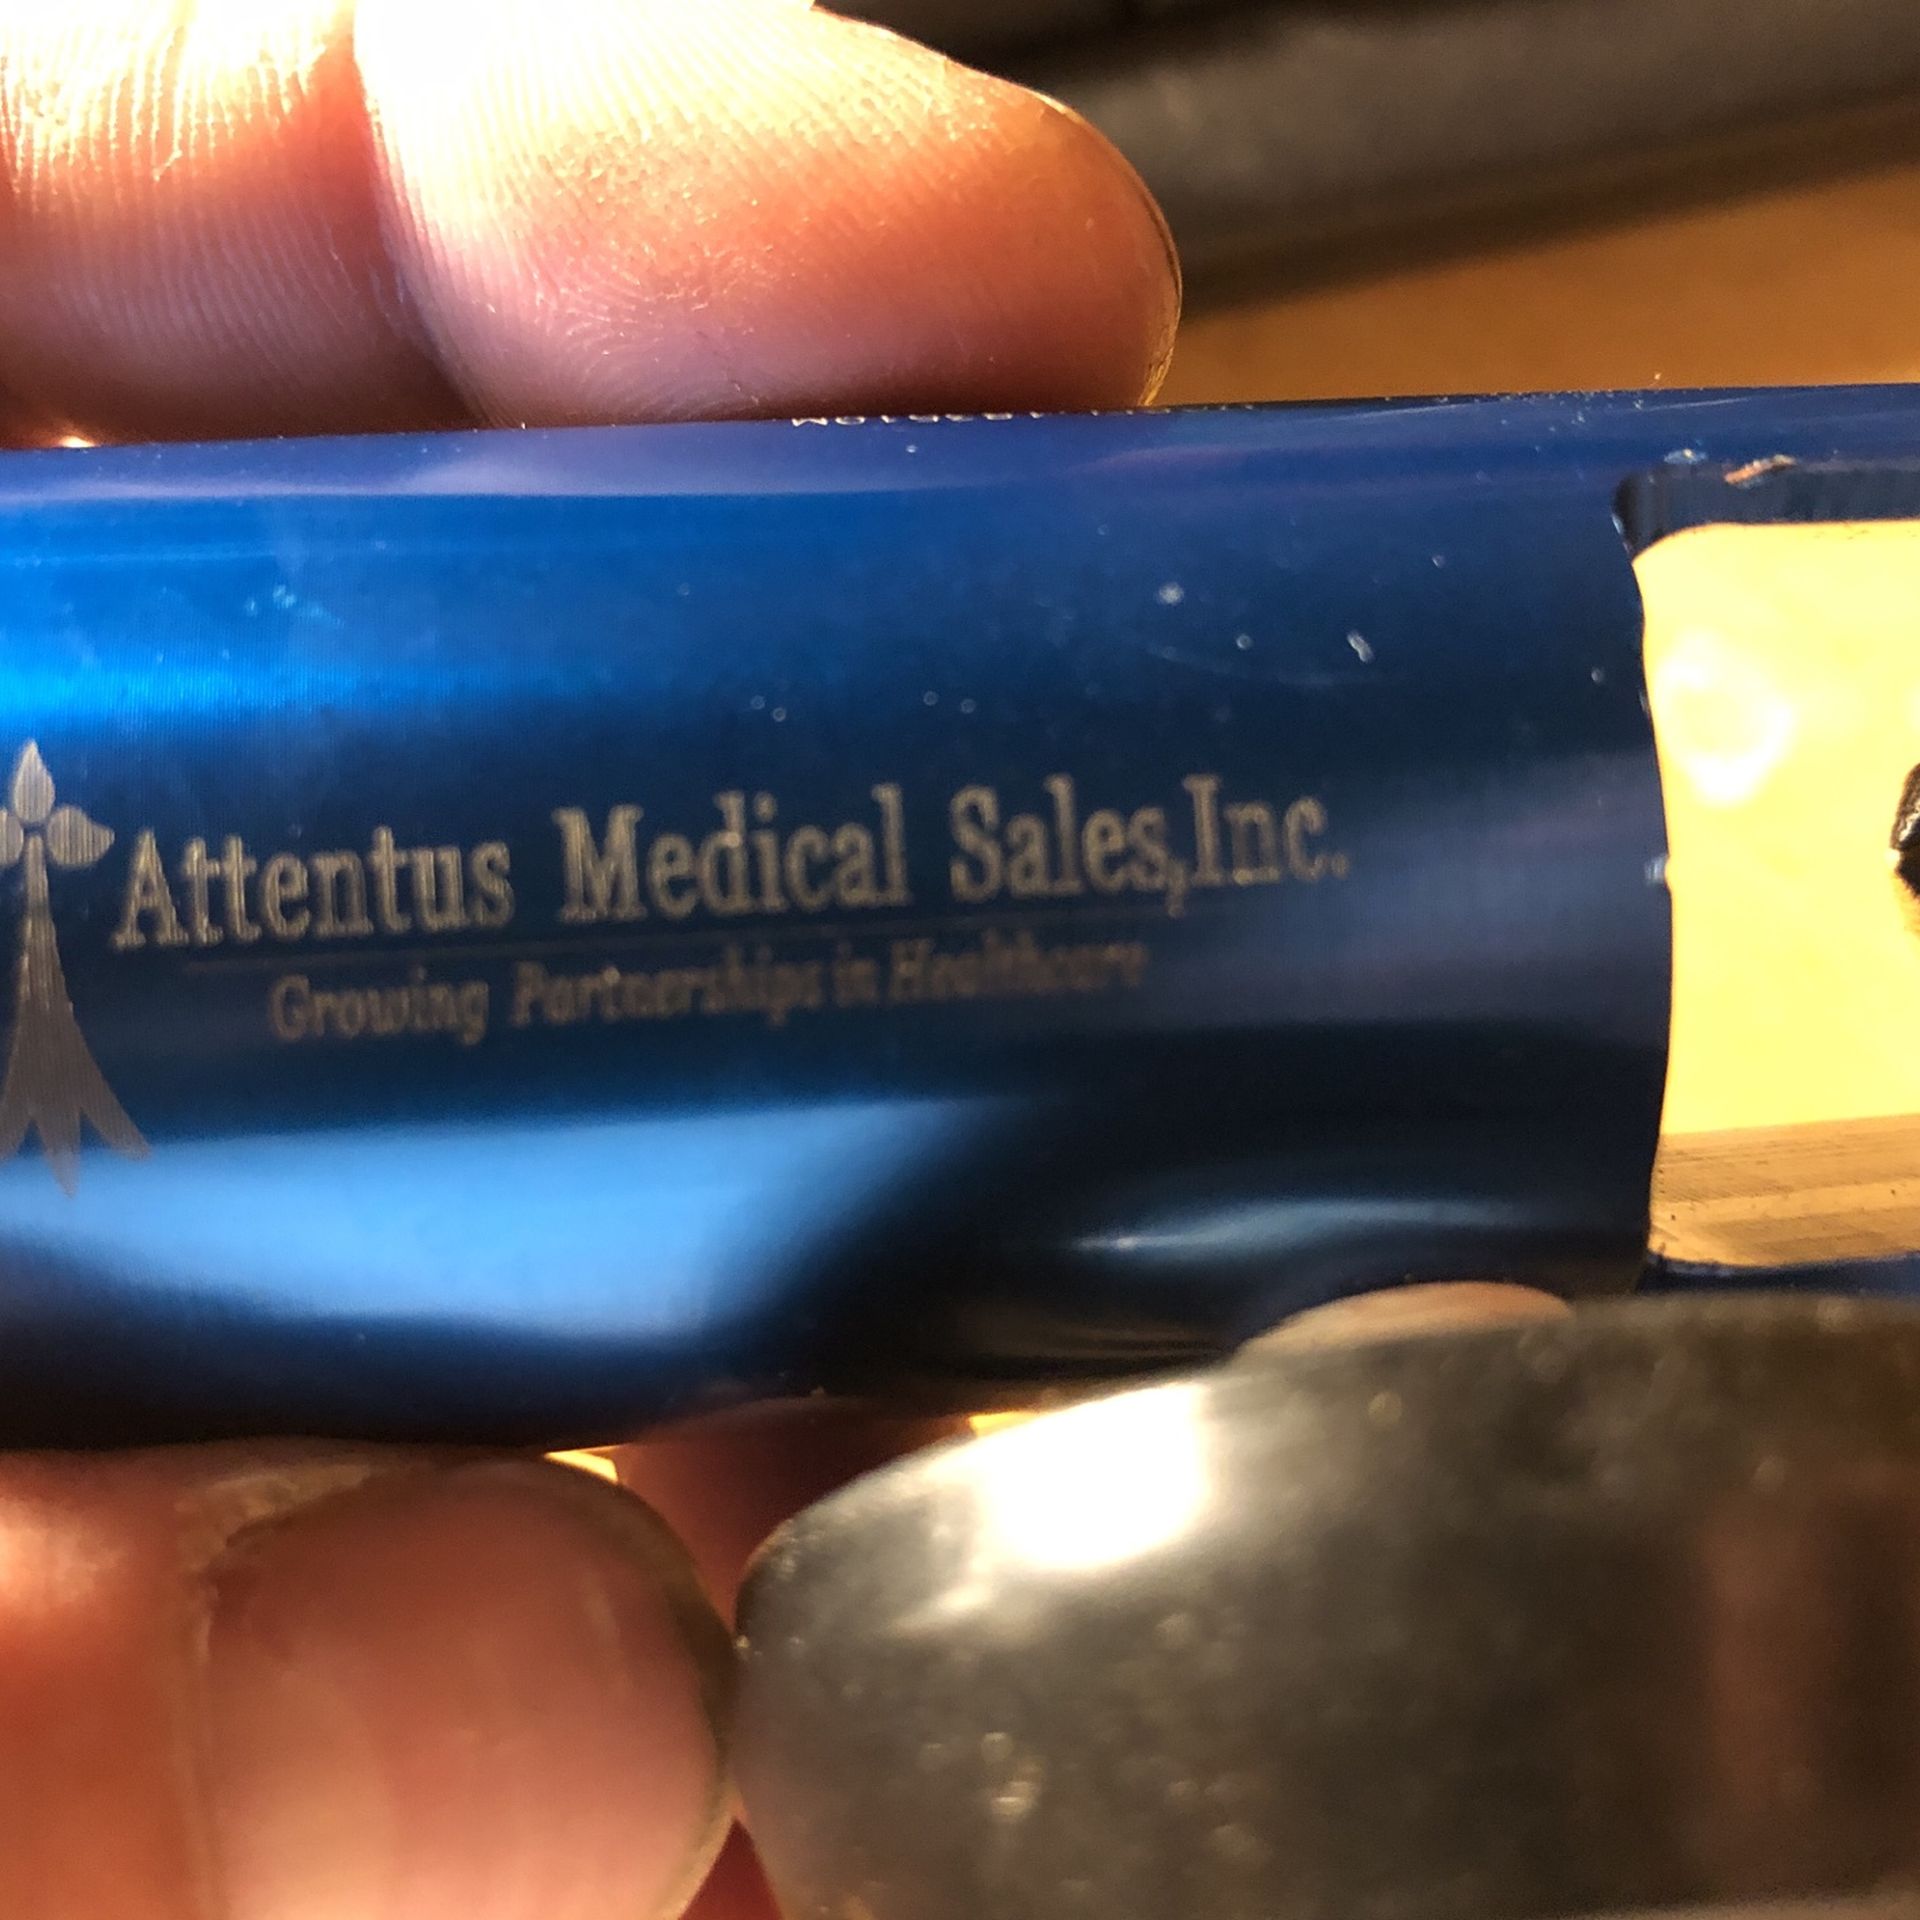 Attentus Medical Sales,Inc.
Growing Partnerships in Healthcare